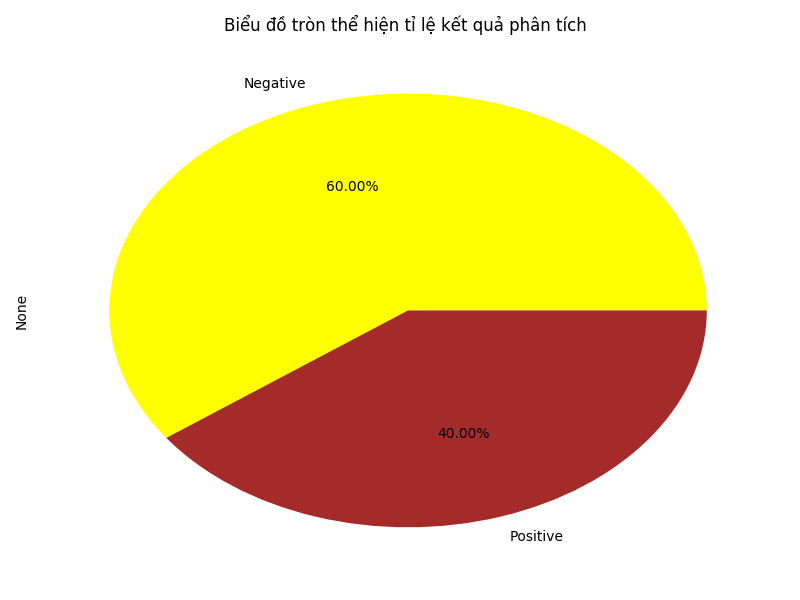 Biểu đồ tròn thể hiện tỉ lệ kết quả phân tích
Negative
60.00%
None
40.00%
Positive